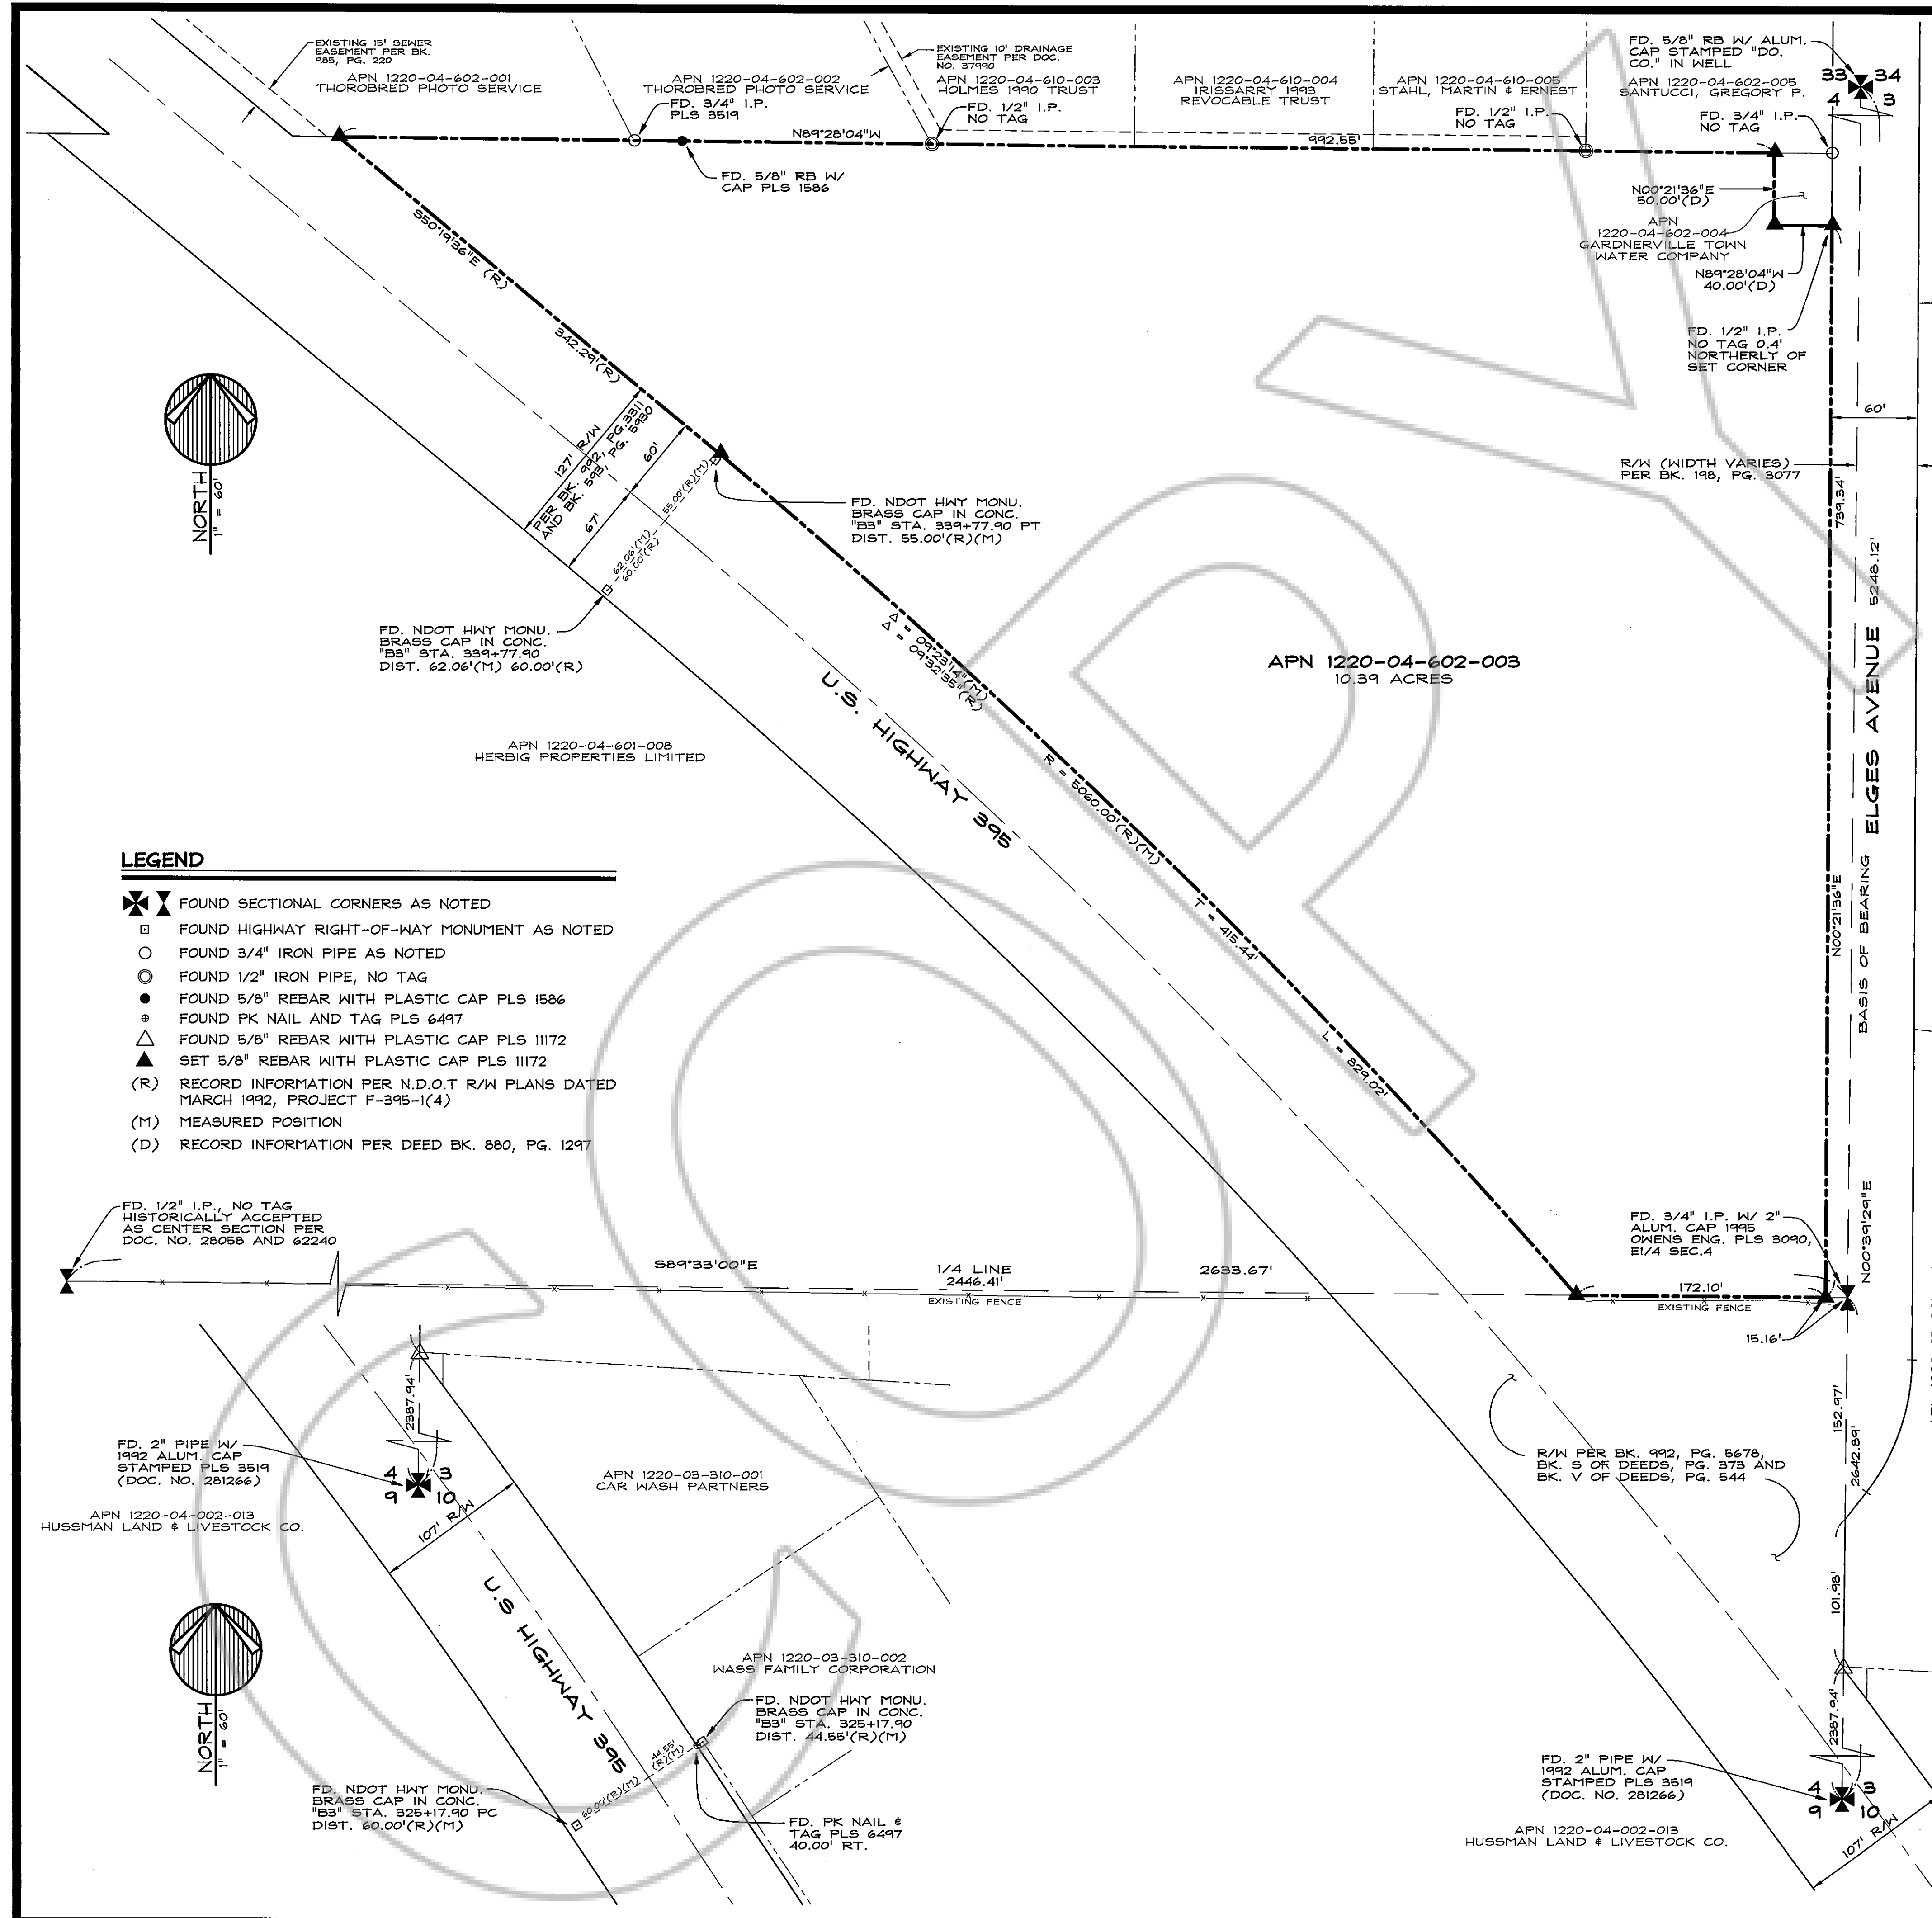 EXISTING 15' SEWER
EASEMENT PER BK.
985, PG. 220
APN 1220-04-602-001
THOROBRED PHOTO SERVICE
APN 1220-04-602-002
THOROBRED PHOTO SERVICE
FD. 3/4" I.P.
PLS 3519
EXISTING 10' DRAINAGE
EASEMENT PER DOC.
NO. 37990
APN 1220-04-610-003
HOLMES 1990 TRUST
FD. 1/2" I.P.
NO TAG
APN 1220-04-610-004
IRISSARRY 1993
REVOCABLE TRUST
APN 1220-04-610-005
STAHL, MARTIN & ERNEST
FD. 1/2" I.P.
NO TAG
FD. 5/8" RB W/ ALUM.
CAP STAMPED "DO.
CO." IN WELL
APN 1220-04-602-005
SANTUCCI, GREGORY P.
33 34
4 3
FD. 3/4" I.P.
NO TAG
N89°28'04"W
992.55'
FD. 5/8" RB W/
CAP PLS 1586
N00°21'36"E
50.00'(D)
APN
1220-04-602-004
GARDNERVILLE TOWN
WATER COMPANY
N89°28'04"W
40.00'(D)
FD. 1/2" I.P.
NO TAG 0.4'
NORTHERLY OF
SET CORNER
60'
S50°19'36"E (R)
342.29'(R)
127' R/W
PER BK. 992, PG. 3311
AND BK. 593, PG. 5930
60'
67'
55.00'(R)(M)
62.06'(M)
60.00'(R)
NORTH
1" = 60'
R/W (WIDTH VARIES)
PER BK. 198, PG. 3077
739.34'
FD. NDOT HWY MONU.
BRASS CAP IN CONC.
"B3" STA. 339+77.90 PT
DIST. 55.00'(R)(M)
FD. NDOT HWY MONU.
BRASS CAP IN CONC.
"B3" STA. 339+77.90
DIST. 62.06'(M) 60.00'(R)
Δ = 09°23'14"(M)
Δ = 09°32'35"(R)
APN 1220-04-602-003
10.39 ACRES
5248.12'
ELGES AVENUE
BASIS OF BEARING
N00°21'36"E
N00°39'29"E
U.S. HIGHWAY 395
APN 1220-04-601-008
HERBIG PROPERTIES LIMITED
R = 5060.00'(R)(M)
T = 415.44'
L = 829.02'
LEGEND
FOUND SECTIONAL CORNERS AS NOTED
FOUND HIGHWAY RIGHT-OF-WAY MONUMENT AS NOTED
FOUND 3/4" IRON PIPE AS NOTED
FOUND 1/2" IRON PIPE, NO TAG
FOUND 5/8" REBAR WITH PLASTIC CAP PLS 1586
FOUND PK NAIL AND TAG PLS 6497
FOUND 5/8" REBAR WITH PLASTIC CAP PLS 11172
SET 5/8" REBAR WITH PLASTIC CAP PLS 11172
(R) RECORD INFORMATION PER N.D.O.T R/W PLANS DATED
MARCH 1992, PROJECT F-395-1(4)
(M) MEASURED POSITION
(D) RECORD INFORMATION PER DEED BK. 880, PG. 1297
FD. 1/2" I.P., NO TAG
HISTORICALLY ACCEPTED
AS CENTER SECTION PER
DOC. NO. 28058 AND 62240
S89°33'00"E
1/4 LINE
2446.41'
2633.67'
EXISTING FENCE
FD. 3/4" I.P. W/ 2"
ALUM. CAP 1995
OWENS ENG. PLS 3090,
E1/4 SEC.4
172.10'
EXISTING FENCE
15.16'
152.97'
2642.89'
R/W PER BK. 992, PG. 5678,
BK. S OF DEEDS, PG. 373 AND
BK. V OF DEEDS, PG. 544
101.98'
2387.94'
FD. 2" PIPE W/
1992 ALUM. CAP
STAMPED PLS 3519
(DOC. NO. 281266)
4 3
9 10
107' R/W
APN 1220-04-002-013
HUSSMAN LAND & LIVESTOCK CO.
2387.94'
FD. 2" PIPE W/
1992 ALUM. CAP
STAMPED PLS 3519
(DOC. NO. 281266)
4 3
9 10
APN 1220-04-002-013
HUSSMAN LAND & LIVESTOCK CO.
107' R/W
APN 1220-03-310-001
CAR WASH PARTNERS
U.S HIGHWAY 395
NORTH
1" = 60'
APN 1220-03-310-002
WASS FAMILY CORPORATION
FD. NDOT HWY MONU.
BRASS CAP IN CONC.
"B3" STA. 325+17.90
DIST. 44.55'(R)(M)
44.55'
(R)(M)
60.00'(R)(M)
FD. NDOT HWY MONU.
BRASS CAP IN CONC.
"B3" STA. 325+17.90 PC
DIST. 60.00'(R)(M)
FD. PK NAIL &
TAG PLS 6497
40.00' RT.
COPY